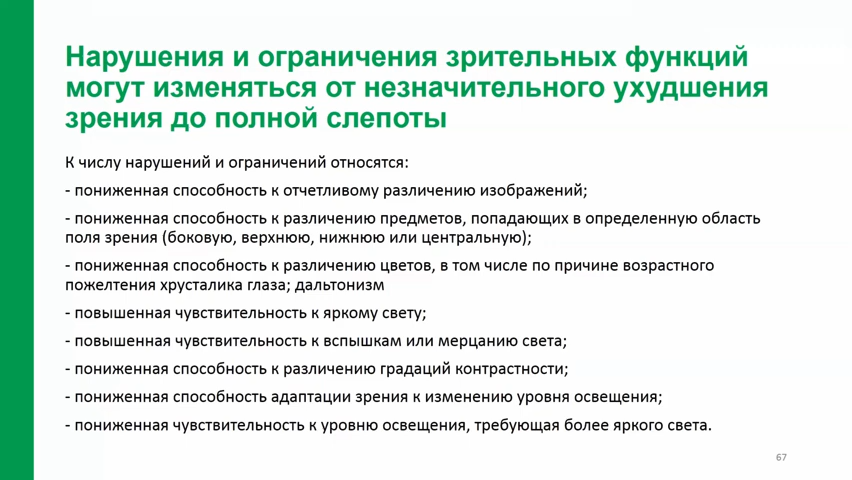 Нарушения и ограничения зрительных функций
могут изменяться от незначительного ухудшения
зрения до полной слепоты
К числу нарушений и ограничений относятся:
- пониженная способность к отчетливому различению изображений;
- пониженная способность к различению предметов, попадающих в определенную область
поля зрения (боковую, верхнюю, нижнюю или центральную);
- пониженная способность к различению цветов, в том числе по причине возрастного
пожелтения хрусталика глаза; дальтонизм
- повышенная чувствительность к яркому свету;
- повышенная чувствительность к вспышкам или мерцанию света;
- пониженная способность к различению градаций контрастности;
- пониженная способность адаптации зрения к изменению уровня освещения;
- пониженная чувствительность к уровню освещения, требующая более яркого света.
67